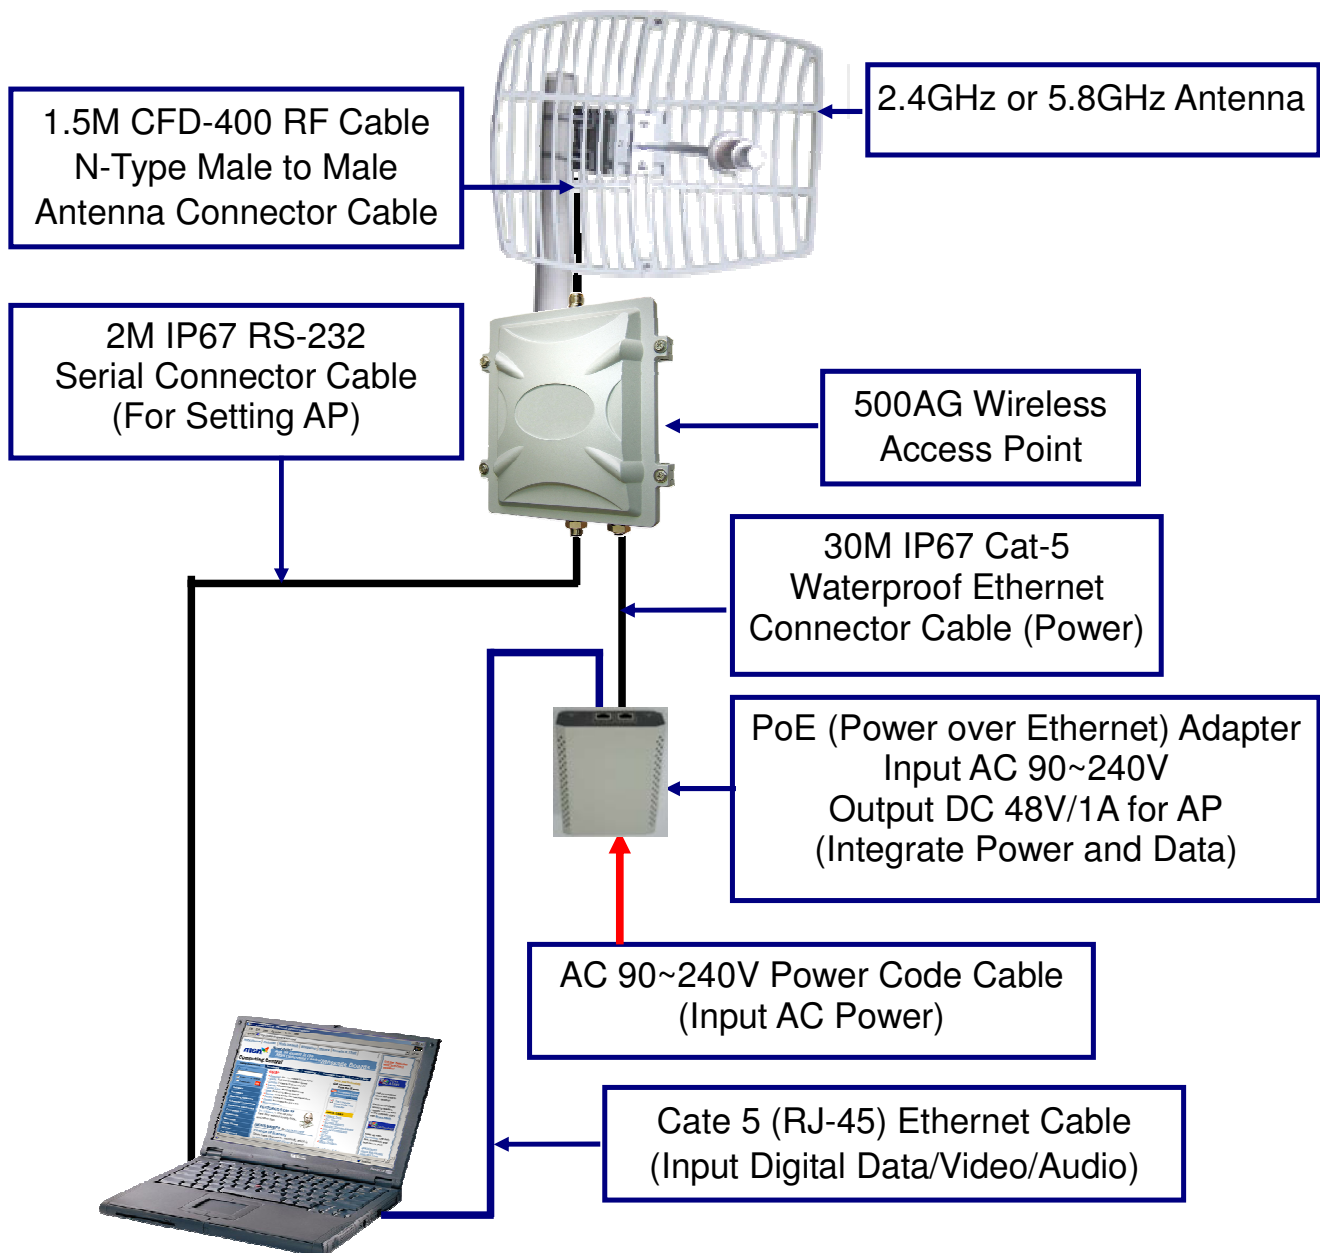 2.4GHz or 5.8GHz Antenna
1.5M CFD-400 RF Cable
N-Type Male to Male
Antenna Connector Cable
2M IP67 RS-232
Serial Connector Cable
(For Setting AP)
500AG Wireless
Access Point
30M IP67 Cat-5
Waterproof Ethernet
Connector Cable (Power)
PoE (Power over Ethernet) Adapter
Input AC 90~240V
Output DC 48V/1A for AP
(Integrate Power and Data)
AC 90~240V Power Code Cable
(Input AC Power)
Cate 5 (RJ-45) Ethernet Cable
(Input Digital Data/Video/Audio)